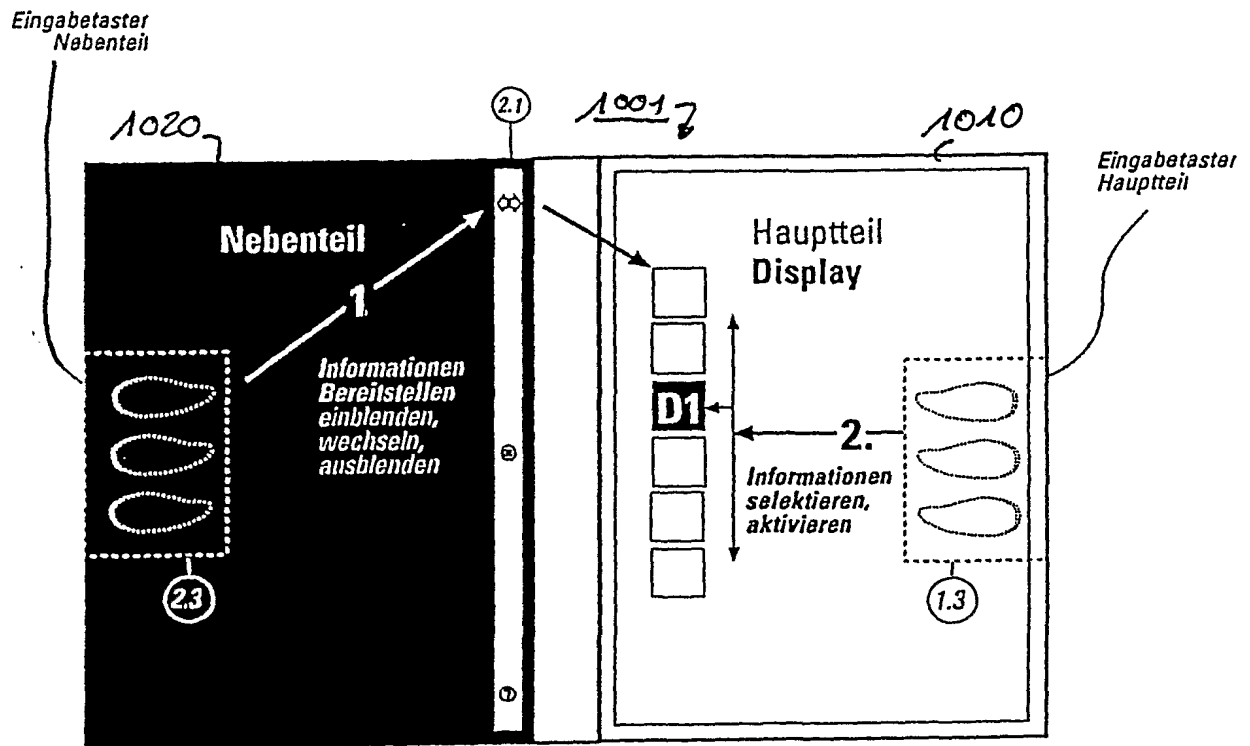 Eingabetaster
Nebenteil
1020
2.1
1001
1010
Eingabetaster
Hauptteil
Nebenteil
1.
Informationen
Bereitstellen
einblenden,
wechseln,
ausblenden
2.3
Hauptteil
Display
D1
2.
Informationen
selektieren,
aktivieren
1.3